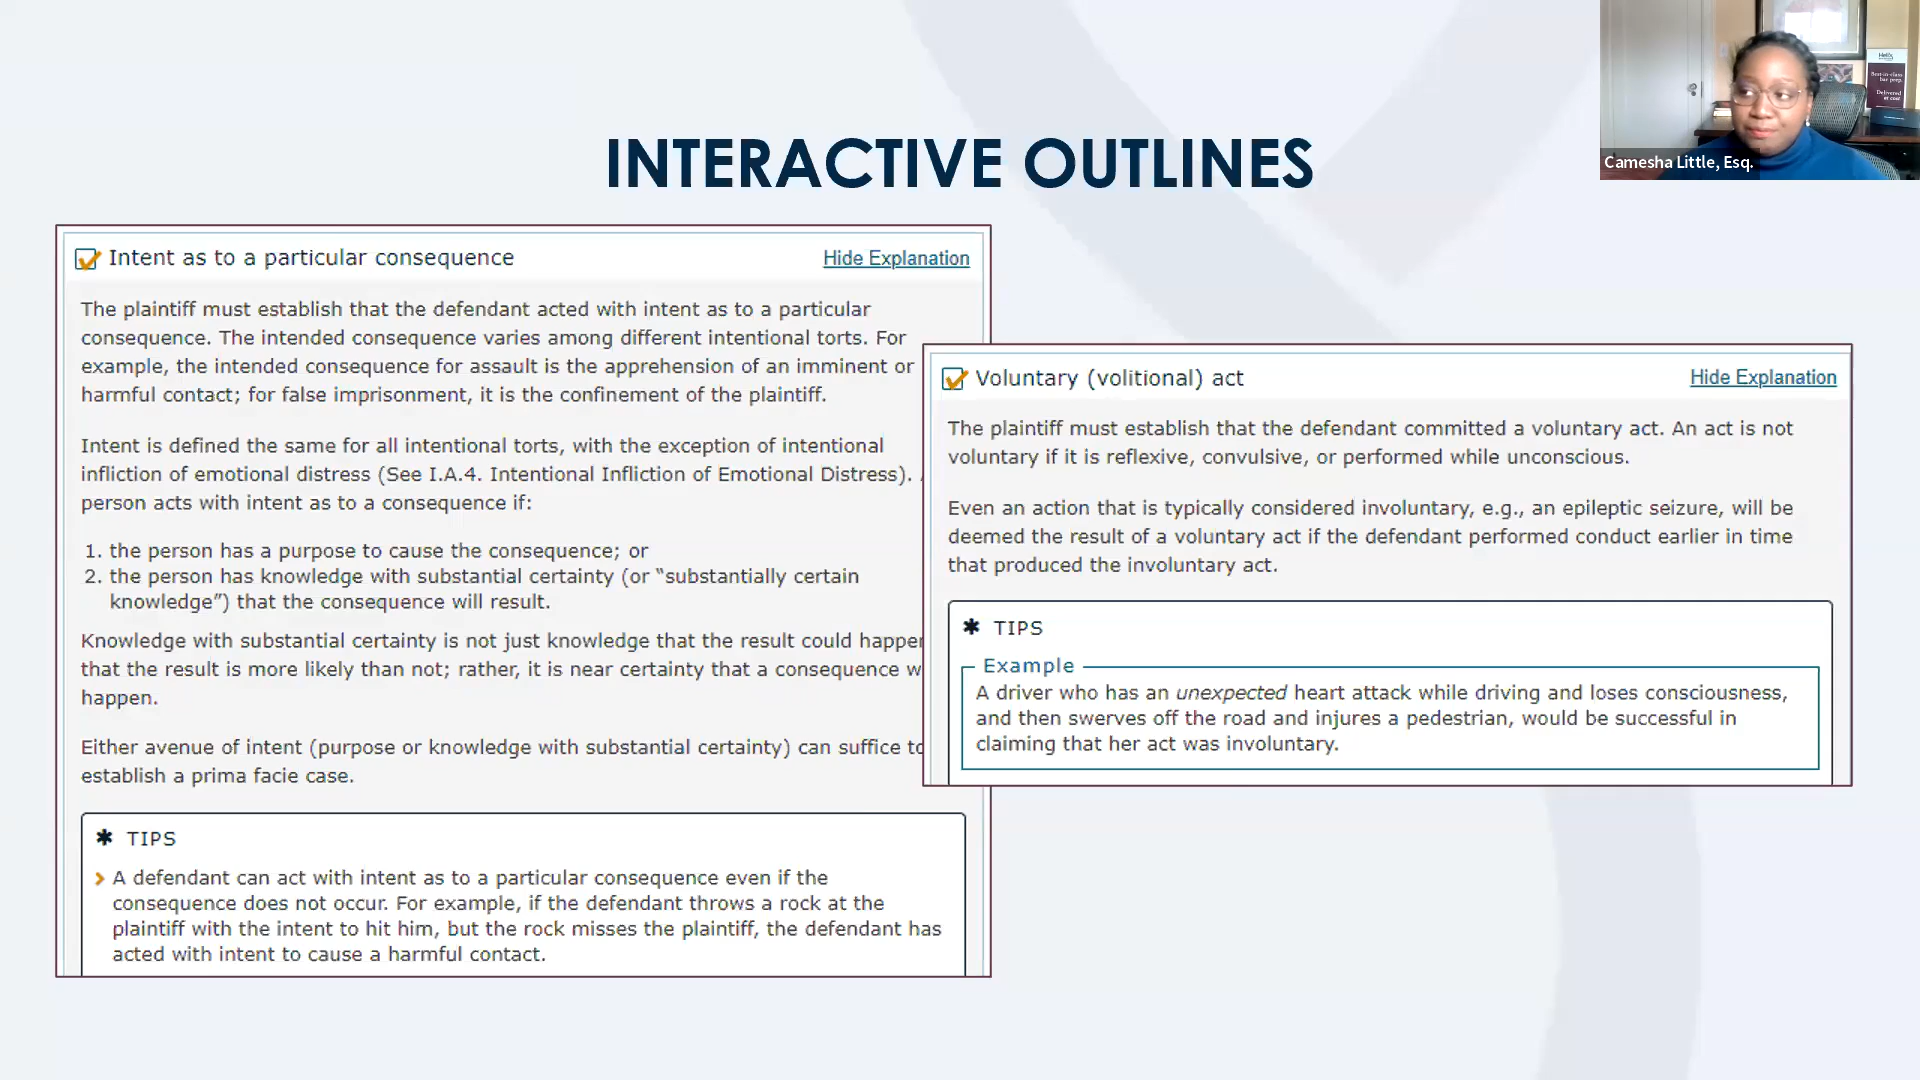 INTERACTIVE OUTLINES
Helix
Best-in-class
bar prep.
Delivered
at cost
Camesha Little, Esq.
Intent as to a particular consequence
Hide Explanation
The plaintiff must establish that the defendant acted with intent as to a particular
consequence. The intended consequence varies among different intentional torts. For
example, the intended consequence for assault is the apprehension of an imminent or
harmful contact; for false imprisonment, it is the confinement of the plaintiff.
Intent is defined the same for all intentional torts, with the exception of intentional
infliction of emotional distress (See I.A.4. Intentional Infliction of Emotional Distress).
person acts with intent as to a consequence if:
1. the person has a purpose to cause the consequence; or
2. the person has knowledge with substantial certainty (or “substantially certain
knowledge”) that the consequence will result.
Knowledge with substantial certainty is not just knowledge that the result could happen
that the result is more likely than not; rather, it is near certainty that a consequence w
happen.
Either avenue of intent (purpose or knowledge with substantial certainty) can suffice to
establish a prima facie case.
✱ TIPS
A defendant can act with intent as to a particular consequence even if the
consequence does not occur. For example, if the defendant throws a rock at the
plaintiff with the intent to hit him, but the rock misses the plaintiff, the defendant has
acted with intent to cause a harmful contact.
Voluntary (volitional) act
Hide Explanation
The plaintiff must establish that the defendant committed a voluntary act. An act is not
voluntary if it is reflexive, convulsive, or performed while unconscious.
Even an action that is typically considered involuntary, e.g., an epileptic seizure, will be
deemed the result of a voluntary act if the defendant performed conduct earlier in time
that produced the involuntary act.
✱ TIPS
Example
A driver who has an unexpected heart attack while driving and loses consciousness,
and then swerves off the road and injures a pedestrian, would be successful in
claiming that her act was involuntary.